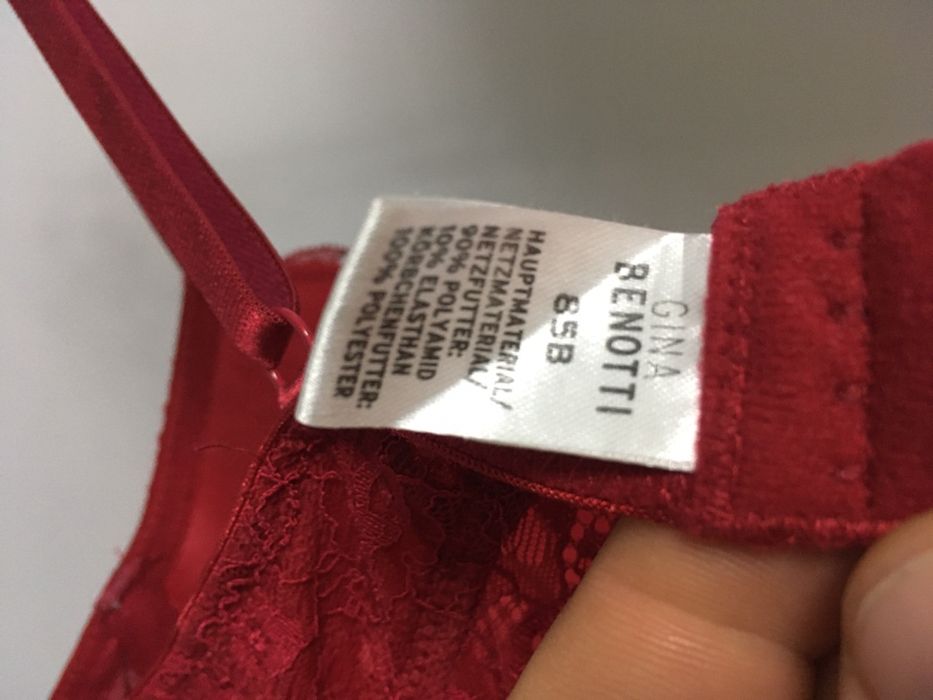 GINA
BENOTTI
85B
HAUPTMATERIAL/
NETZMATERIAL/
NETZFUTTER:
90% POLYAMID
10% ELASTHAN
KÖRBCHENFUTTER:
100% POLYESTER